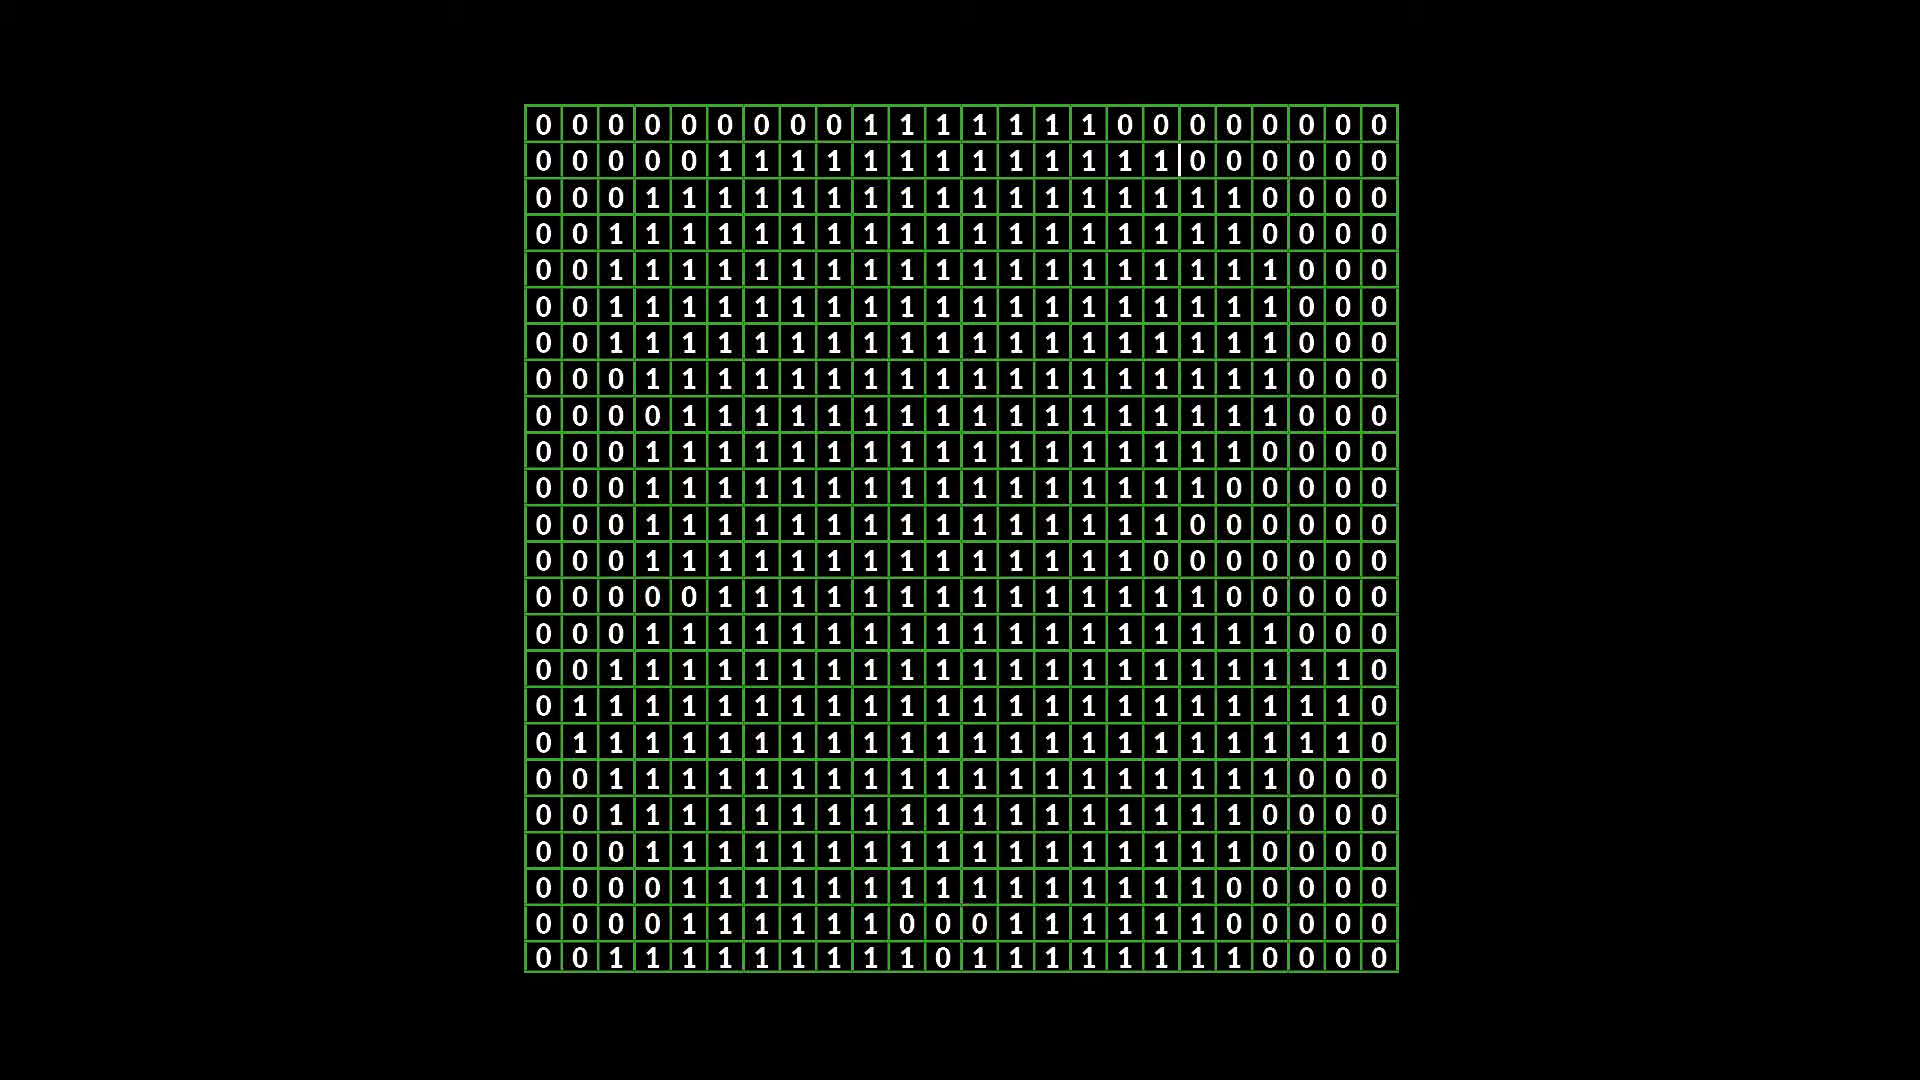 0 0 0 0 0 0 0 0 0 1 1 1 1 1 1 1 0 0 0 0 0 0 0 0
0 0 0 0 0 1 1 1 1 1 1 1 1 1 1 1 1 1 0 0 0 0 0 0
0 0 0 1 1 1 1 1 1 1 1 1 1 1 1 1 1 1 1 1 0 0 0 0
0 0 1 1 1 1 1 1 1 1 1 1 1 1 1 1 1 1 1 1 0 0 0 0
0 0 1 1 1 1 1 1 1 1 1 1 1 1 1 1 1 1 1 1 1 0 0 0
0 0 1 1 1 1 1 1 1 1 1 1 1 1 1 1 1 1 1 1 1 0 0 0
0 0 1 1 1 1 1 1 1 1 1 1 1 1 1 1 1 1 1 1 1 0 0 0
0 0 0 1 1 1 1 1 1 1 1 1 1 1 1 1 1 1 1 1 1 0 0 0
0 0 0 0 1 1 1 1 1 1 1 1 1 1 1 1 1 1 1 1 1 0 0 0
0 0 0 1 1 1 1 1 1 1 1 1 1 1 1 1 1 1 1 1 0 0 0 0
0 0 0 1 1 1 1 1 1 1 1 1 1 1 1 1 1 1 1 0 0 0 0 0
0 0 0 1 1 1 1 1 1 1 1 1 1 1 1 1 1 1 0 0 0 0 0 0
0 0 0 1 1 1 1 1 1 1 1 1 1 1 1 1 1 0 0 0 0 0 0 0
0 0 0 0 0 1 1 1 1 1 1 1 1 1 1 1 1 1 1 0 0 0 0 0
0 0 0 1 1 1 1 1 1 1 1 1 1 1 1 1 1 1 1 1 1 0 0 0
0 0 1 1 1 1 1 1 1 1 1 1 1 1 1 1 1 1 1 1 1 1 1 0
0 1 1 1 1 1 1 1 1 1 1 1 1 1 1 1 1 1 1 1 1 1 1 0
0 1 1 1 1 1 1 1 1 1 1 1 1 1 1 1 1 1 1 1 1 1 1 0
0 0 1 1 1 1 1 1 1 1 1 1 1 1 1 1 1 1 1 1 1 0 0 0
0 0 1 1 1 1 1 1 1 1 1 1 1 1 1 1 1 1 1 1 0 0 0 0
0 0 0 1 1 1 1 1 1 1 1 1 1 1 1 1 1 1 1 1 0 0 0 0
0 0 0 0 1 1 1 1 1 1 1 1 1 1 1 1 1 1 1 0 0 0 0 0
0 0 0 0 1 1 1 1 1 1 0 0 0 1 1 1 1 1 1 0 0 0 0 0
0 0 1 1 1 1 1 1 1 1 1 0 1 1 1 1 1 1 1 1 0 0 0 0